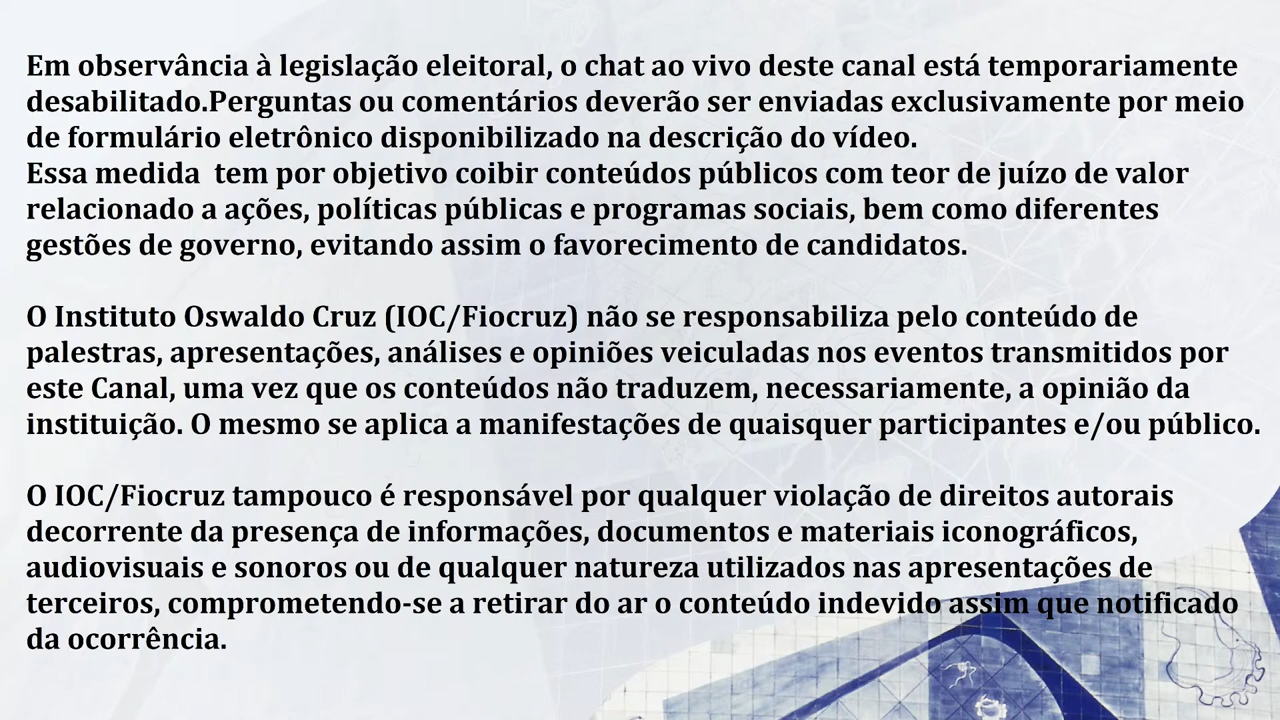 Em observância à legislação eleitoral, o chat ao vivo deste canal está temporariamente
desabilitado.Perguntas ou comentários deverão ser enviadas exclusivamente por meio
de formulário eletrônico disponibilizado na descrição do vídeo.
Essa medida  tem por objetivo coibir conteúdos públicos com teor de juízo de valor
relacionado a ações, políticas públicas e programas sociais, bem como diferentes
gestões de governo, evitando assim o favorecimento de candidatos.
O Instituto Oswaldo Cruz (IOC/Fiocruz) não se responsabiliza pelo conteúdo de
palestras, apresentações, análises e opiniões veiculadas nos eventos transmitidos por
este Canal, uma vez que os conteúdos não traduzem, necessariamente, a opinião da
instituição. O mesmo se aplica a manifestações de quaisquer participantes e/ou público.
O IOC/Fiocruz tampouco é responsável por qualquer violação de direitos autorais
decorrente da presença de informações, documentos e materiais iconográficos,
audiovisuais e sonoros ou de qualquer natureza utilizados nas apresentações de
terceiros, comprometendo-se a retirar do ar o conteúdo indevido assim que notificado
da ocorrência.